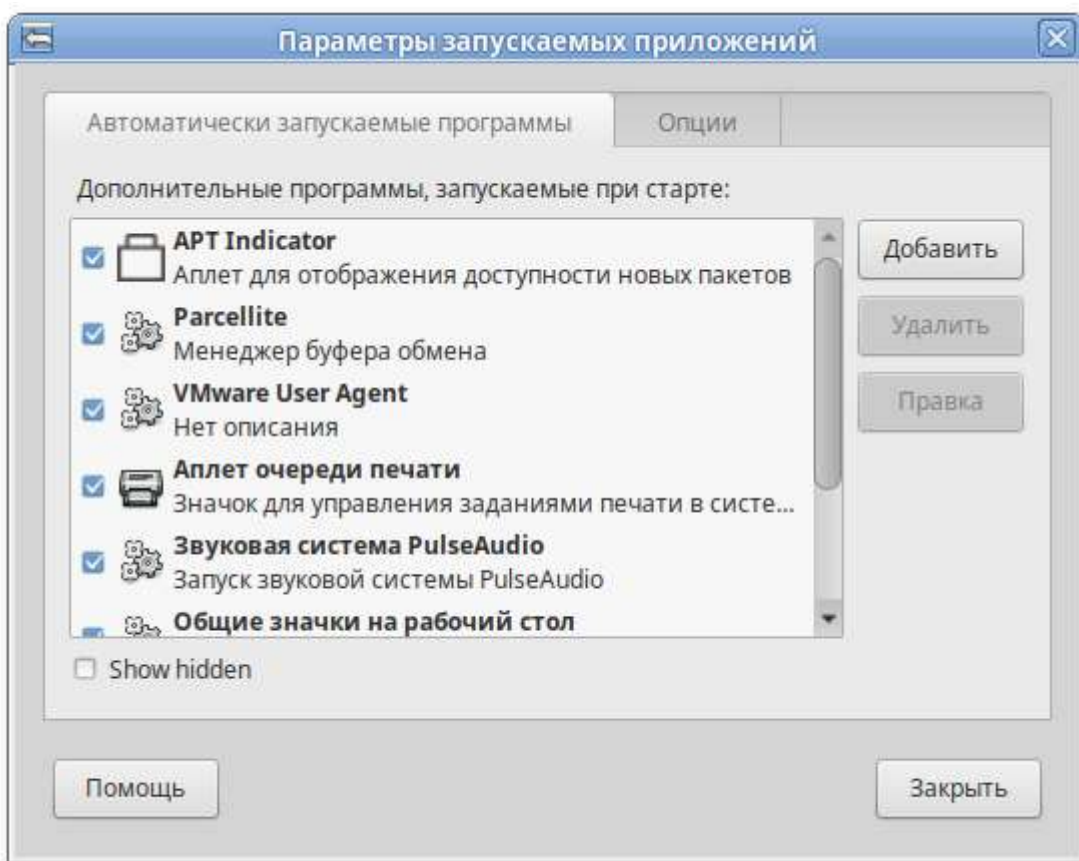 Параметры запускаемых приложений
Автоматически запускаемые программы
Опции
Дополнительные программы, запускаемые при старте:
APT Indicator
Аплет для отображения доступности новых пакетов
Parcellite
Менеджер буфера обмена
VMware User Agent
Нет описания
Аплет очереди печати
Значок для управления заданиями печати в систе...
Звуковая система PulseAudio
Запуск звуковой системы PulseAudio
Общие значки на рабочий стол
Добавить
Удалить
Правка
Show hidden
Помощь
Закрыть